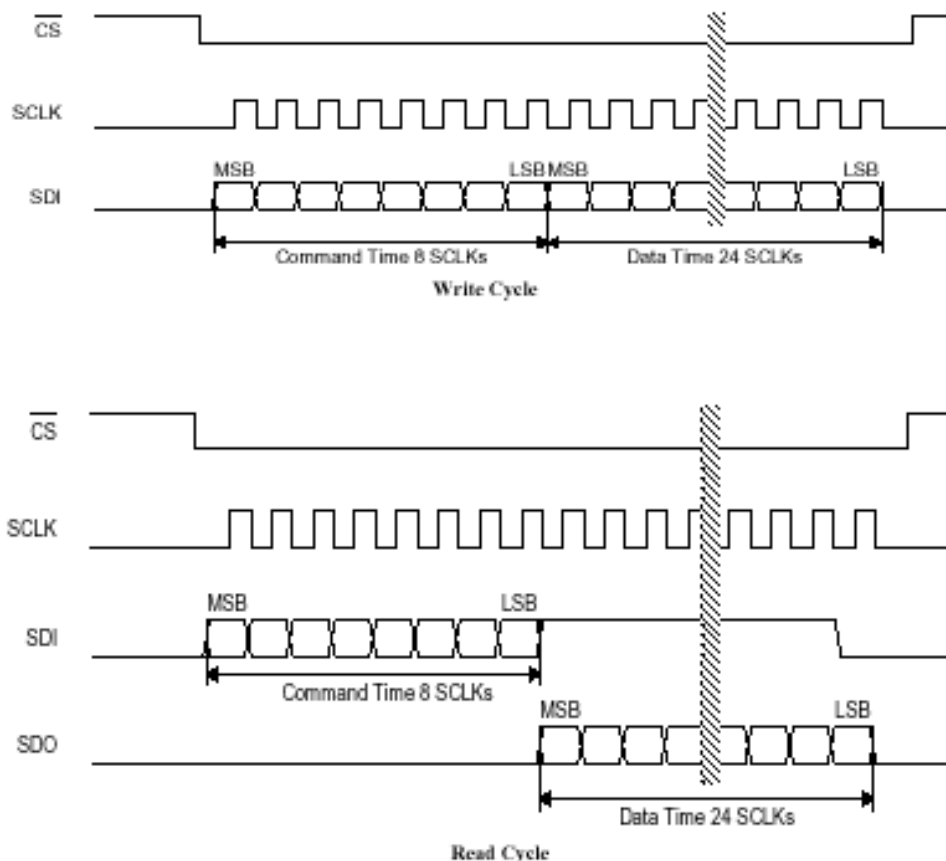 CS
SCLK
MSB LSB MSB LSB
SDI
Command Time 8 SCLKs Data Time 24 SCLKs
Write Cycle
CS
SCLK
MSB LSB
SDI
Command Time 8 SCLKs
MSB LSB
SDO
Data Time 24 SCLKs
Read Cycle